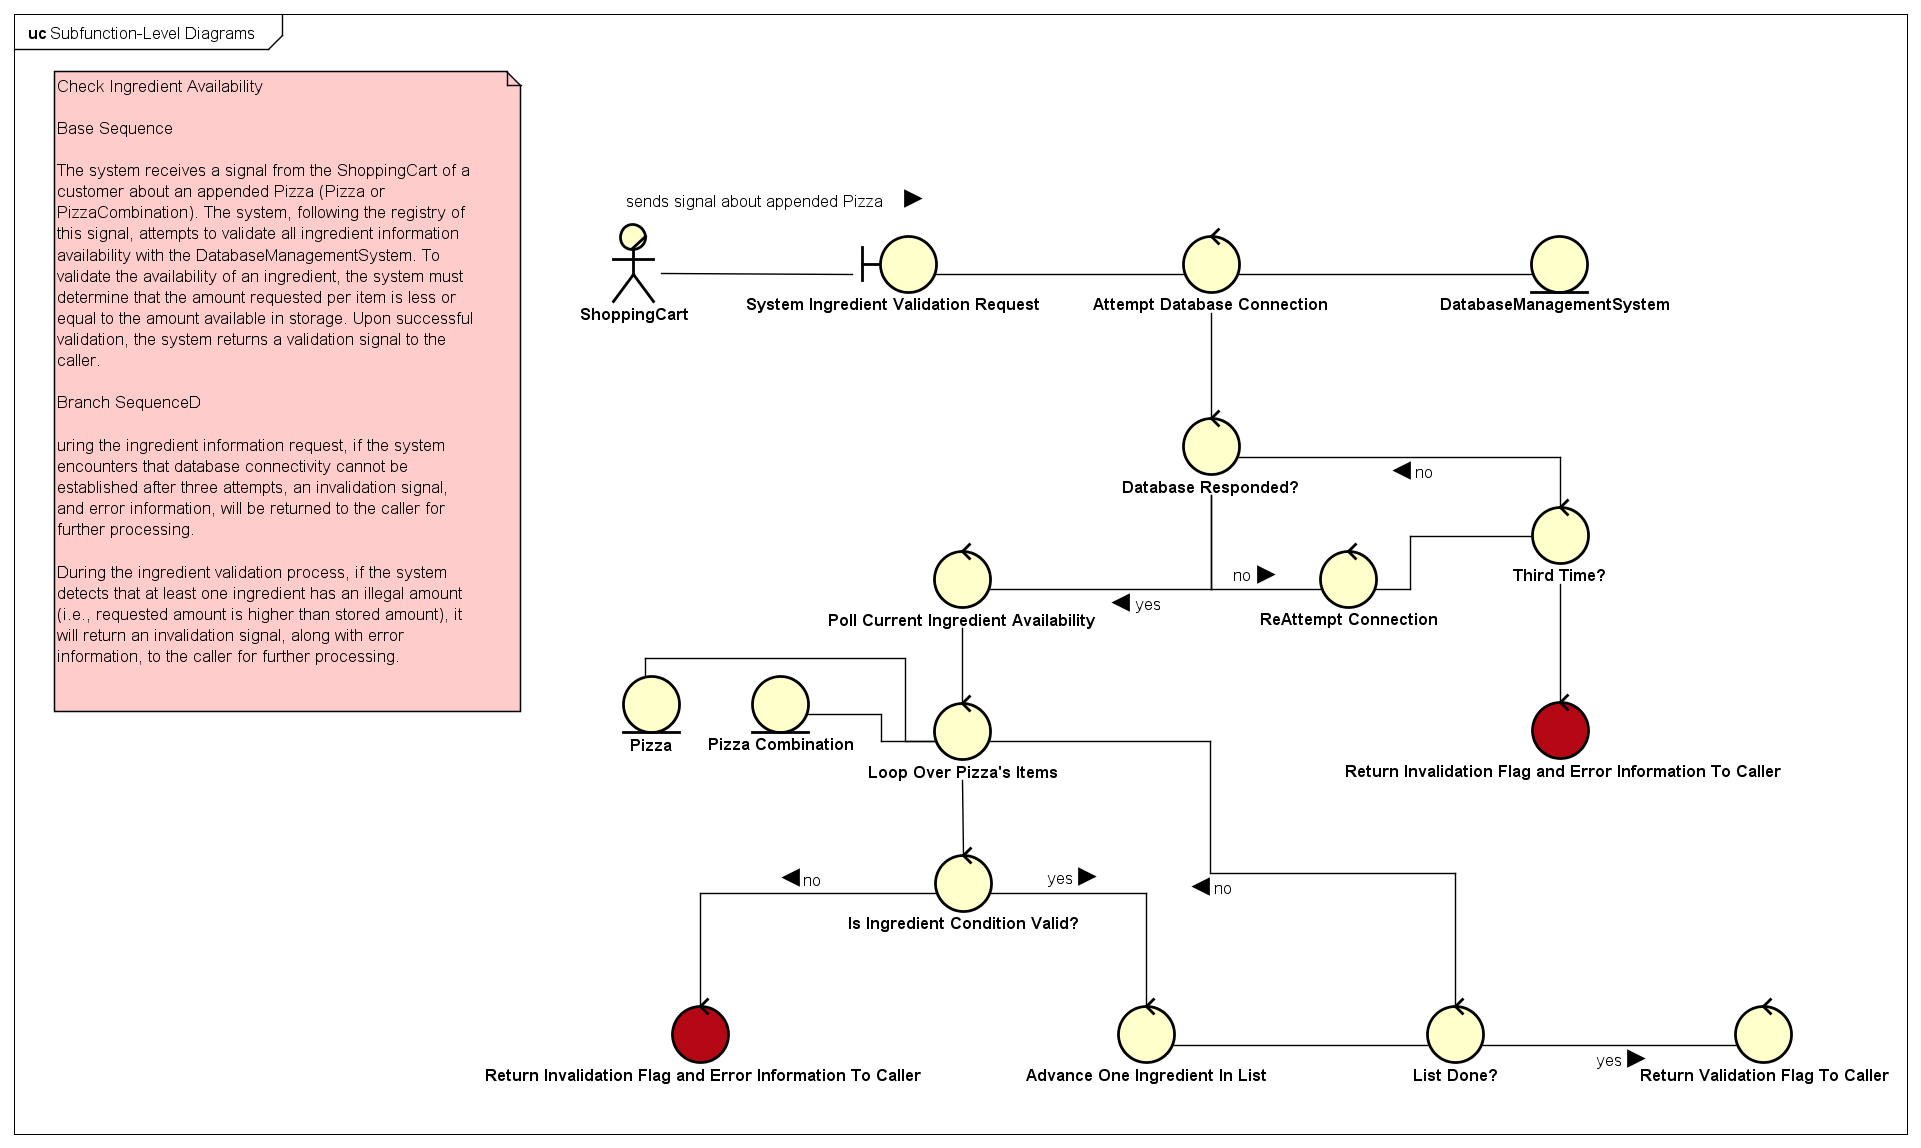 uc Subfunction-Level Diagrams
Check Ingredient Availability
Base Sequence
The system receives a signal from the ShoppingCart of a
customer about an appended Pizza (Pizza or
PizzaCombination). The system, following the registry of
this signal, attempts to validate all ingredient information
availability with the DatabaseManagementSystem. To
validate the availability of an ingredient, the system must
determine that the amount requested per item is less or
equal to the amount available in storage. Upon successful
validation, the system returns a validation signal to the
caller.
Branch SequenceD
uring the ingredient information request, if the system
encounters that database connectivity cannot be
established after three attempts, an invalidation signal,
and error information, will be returned to the caller for
further processing.
During the ingredient validation process, if the system
detects that at least one ingredient has an illegal amount
(i.e., requested amount is higher than stored amount), it
will return an invalidation signal, along with error
information, to the caller for further processing.
sends signal about appended Pizza
ShoppingCart
System Ingredient Validation Request
Attempt Database Connection
DatabaseManagementSystem
Database Responded?
no
Third Time?
no
yes
ReAttempt Connection
Poll Current Ingredient Availability
Pizza
Pizza Combination
Loop Over Pizza's Items
Return Invalidation Flag and Error Information To Caller
no
yes
no
Is Ingredient Condition Valid?
Return Invalidation Flag and Error Information To Caller
Advance One Ingredient In List
List Done?
yes
Return Validation Flag To Caller